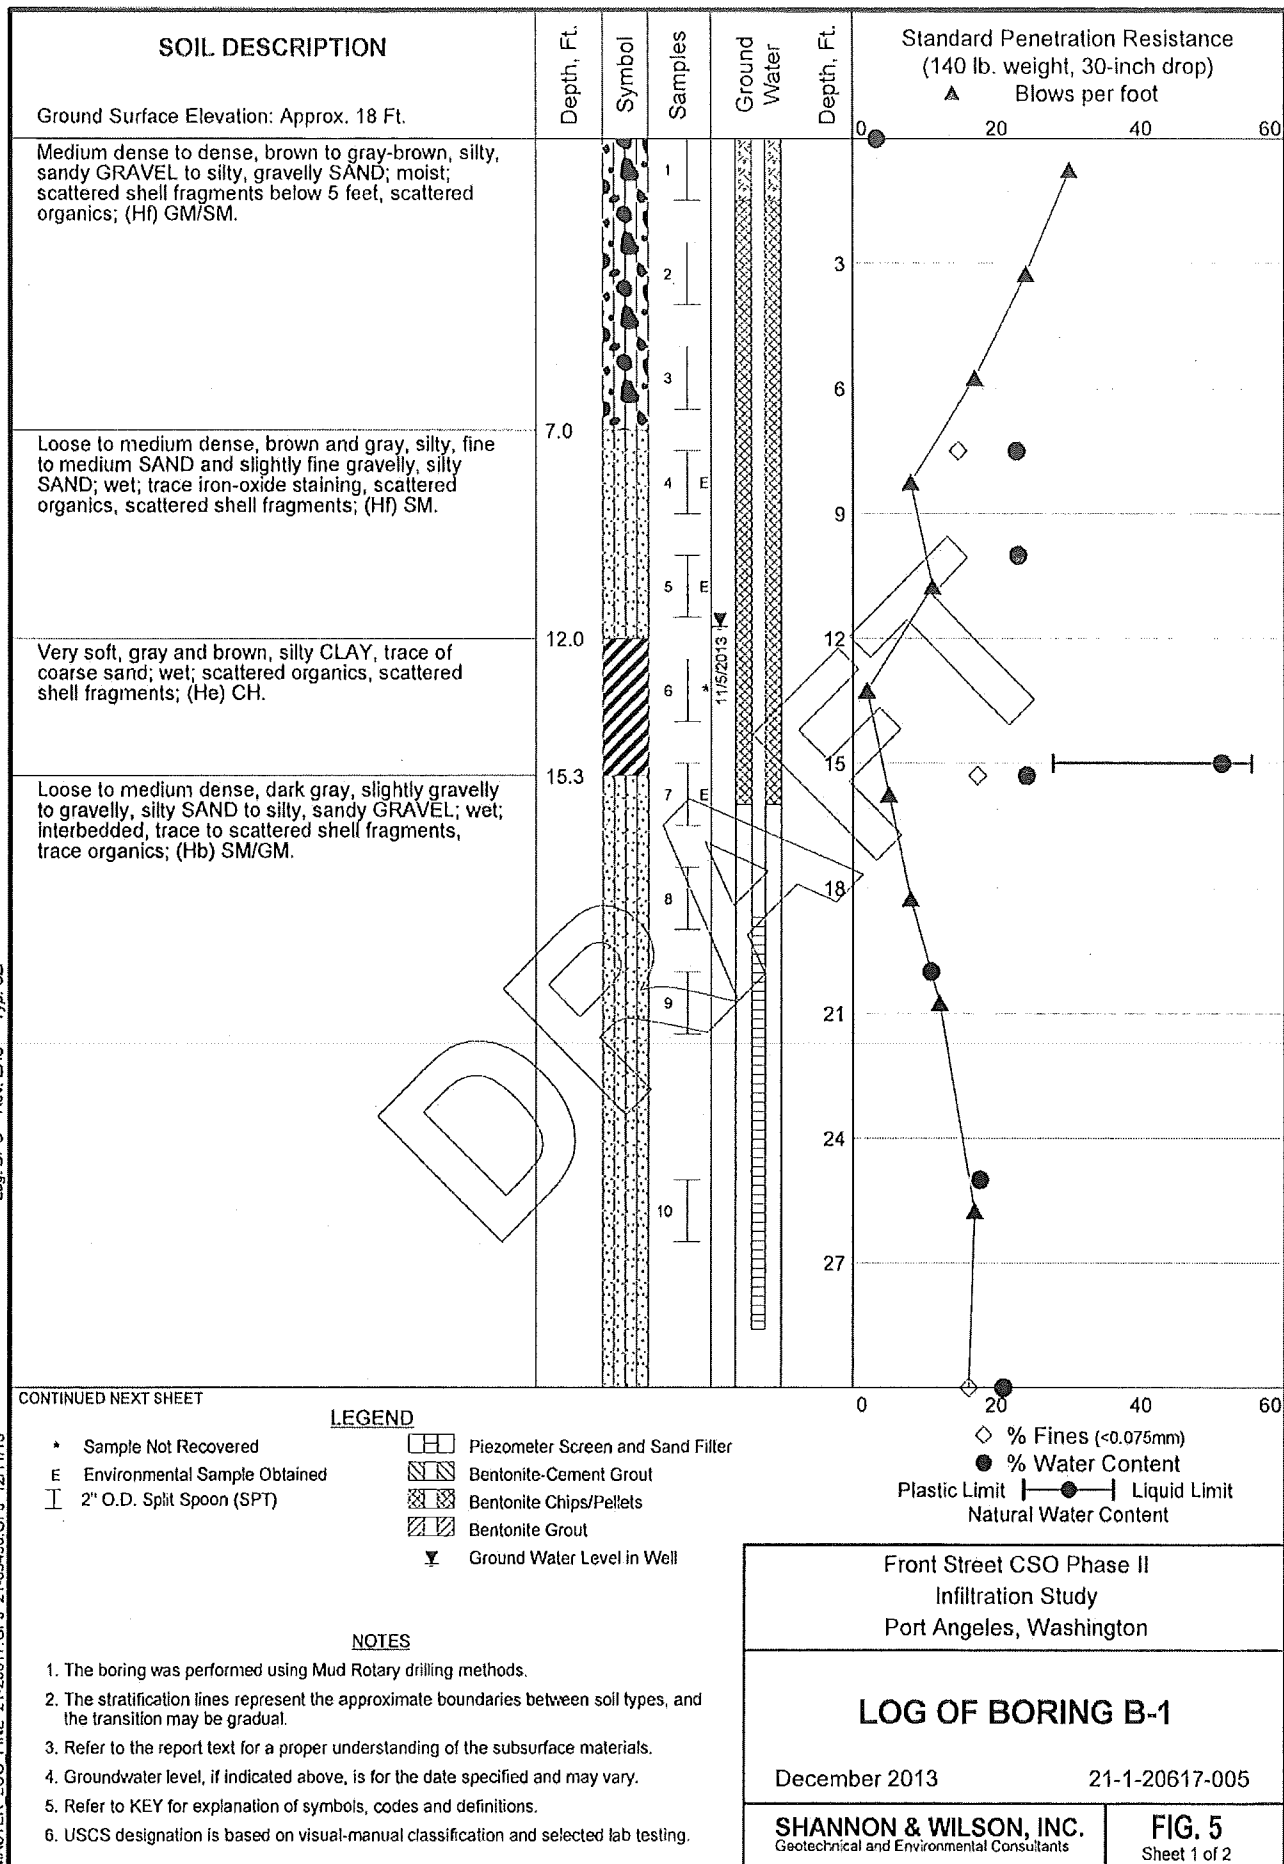 SOIL DESCRIPTION
Ground Surface Elevation: Approx. 18 Ft.
Depth, Ft.
Symbol
Samples
Ground
Water
Depth, Ft.
Standard Penetration Resistance
(140 lb. weight, 30-inch drop)
▲ Blows per foot
0 20 40 60
Medium dense to dense, brown to gray-brown, silty,
sandy GRAVEL to silty, gravelly SAND; moist;
scattered shell fragments below 5 feet, scattered
organics; (Hf) GM/SM.
7.0
Loose to medium dense, brown and gray, silty, fine
to medium SAND and slightly fine gravelly, silty
SAND; wet; trace iron-oxide staining, scattered
organics, scattered shell fragments; (Hf) SM.
12.0
Very soft, gray and brown, silty CLAY, trace of
coarse sand; wet; scattered organics, scattered
shell fragments; (He) CH.
15.3
Loose to medium dense, dark gray, slightly gravelly
to gravelly, silty SAND to silty, sandy GRAVEL; wet;
interbedded, trace to scattered shell fragments,
trace organics; (Hb) SM/GM.
1
2
3
4 E
5 E
6 *
7 E
8
9
10
11/5/2013
3
6
9
12
15
18
21
24
27
DRAFT
CONTINUED NEXT SHEET
0 20 40 60
LEGEND
* Sample Not Recovered
E Environmental Sample Obtained
2" O.D. Split Spoon (SPT)
Piezometer Screen and Sand Filter
Bentonite-Cement Grout
Bentonite Chips/Pellets
Bentonite Grout
Ground Water Level in Well
◇ % Fines (<0.075mm)
● % Water Content
Plastic Limit Liquid Limit
Natural Water Content
NOTES
1. The boring was performed using Mud Rotary drilling methods.
2. The stratification lines represent the approximate boundaries between soil types, and
the transition may be gradual.
3. Refer to the report text for a proper understanding of the subsurface materials.
4. Groundwater level, if indicated above, is for the date specified and may vary.
5. Refer to KEY for explanation of symbols, codes and definitions.
6. USCS designation is based on visual-manual classification and selected lab testing.
Front Street CSO Phase II
Infiltration Study
Port Angeles, Washington
LOG OF BORING B-1
December 2013 21-1-20617-005
SHANNON & WILSON, INC.
Geotechnical and Environmental Consultants
FIG. 5
Sheet 1 of 2